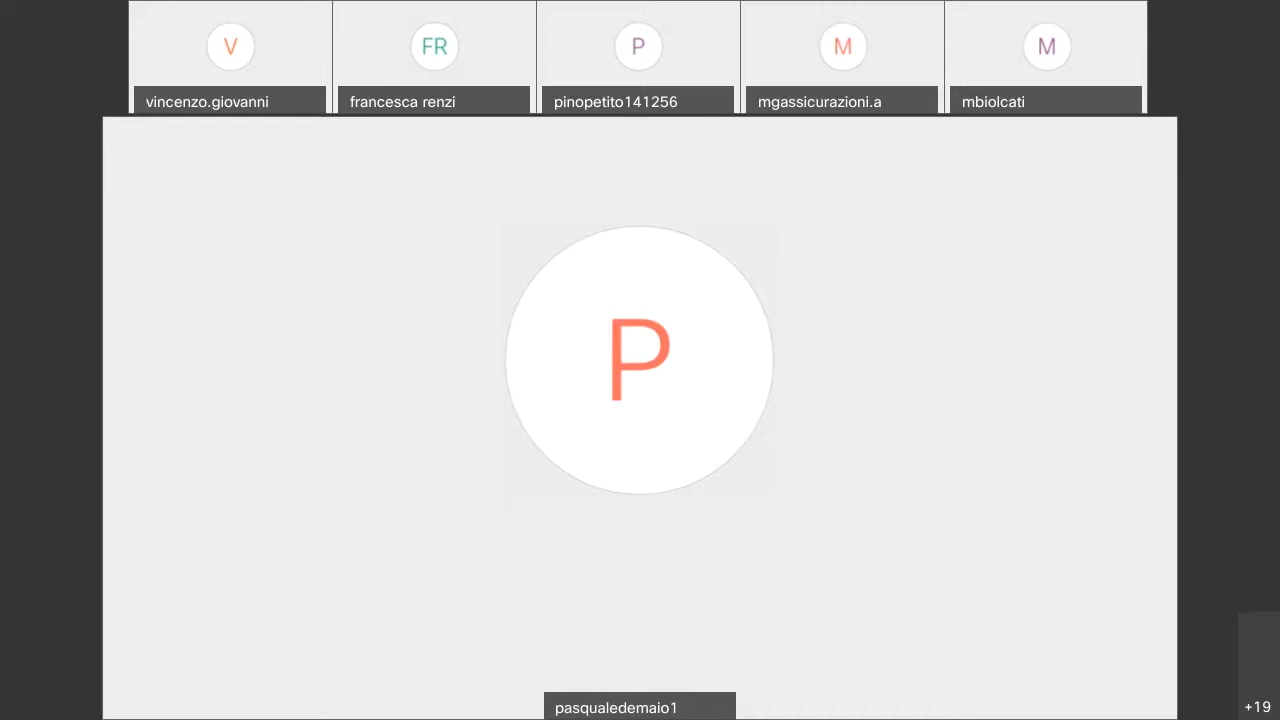 V
FR
P
M
M
vincenzo.giovanni
francesca renzi
pinopetito141256
mgassicurazioni.a
mbiolcati
P
pasqualedemaio1
+19